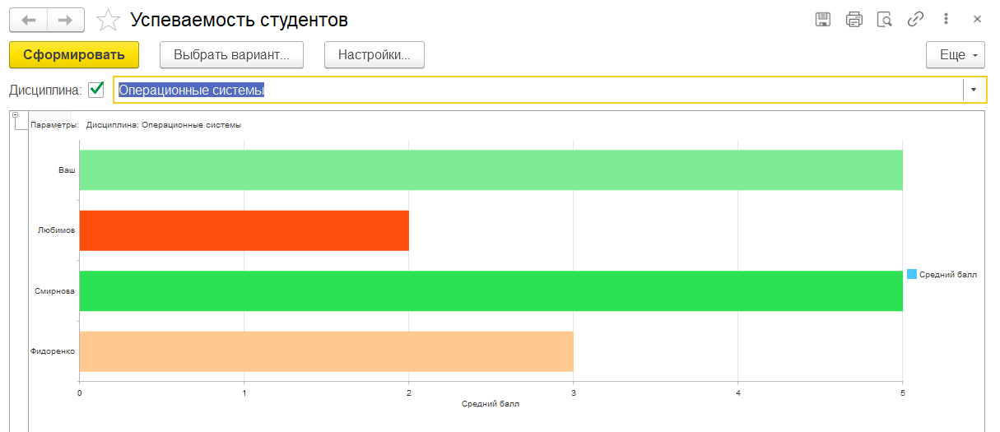 Успеваемость студентов
Сформировать Выбрать вариант... Настройки... Еще
Дисциплина: Операционные системы
Параметры: Дисциплина: Операционные системы
Ваш
Любимов
Смирнова
Фидоренко
Средний балл
0 1 2 3 4 5
Средний балл